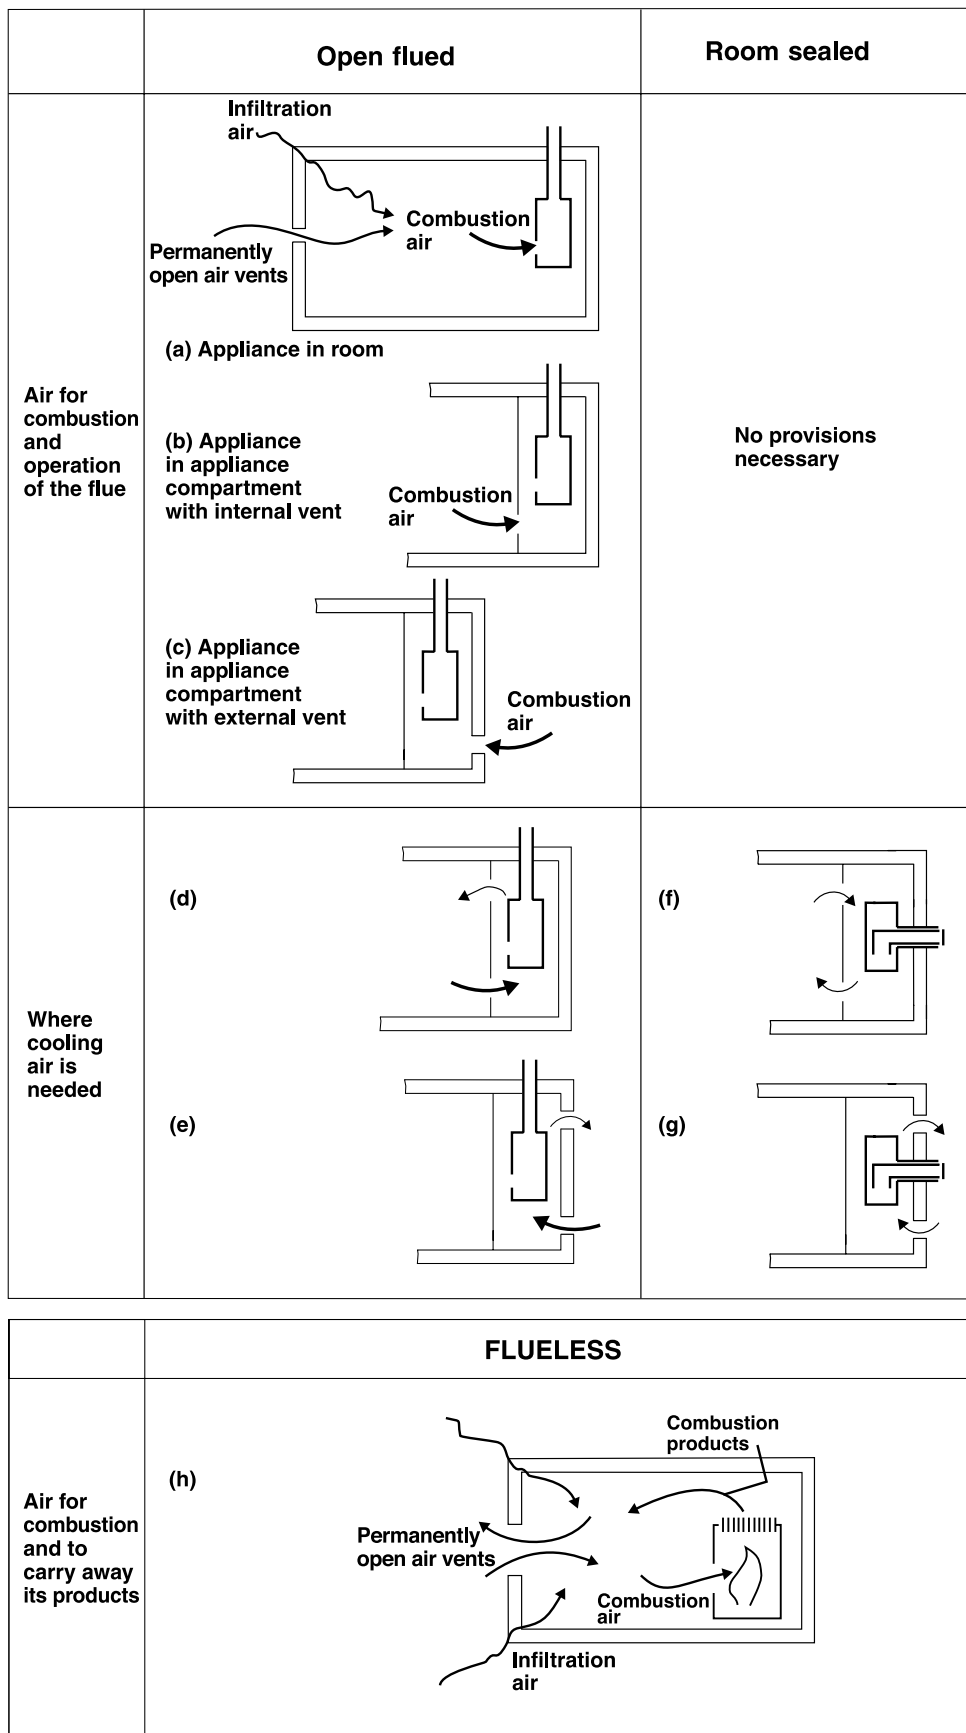 Open flued
Room sealed
Air for
combustion
and
operation
of the flue
Infiltration
air
Permanently
open air vents
Combustion
air
(a) Appliance in room
(b) Appliance
in appliance
compartment
with internal vent
Combustion
air
(c) Appliance
in appliance
compartment
with external vent
Combustion
air
No provisions
necessary
Where
cooling
air is
needed
(d)
(e)
(f)
(g)
FLUELESS
Air for
combustion
and to
carry away
its products
(h)
Combustion
products
Permanently
open air vents
Combustion
air
Infiltration
air